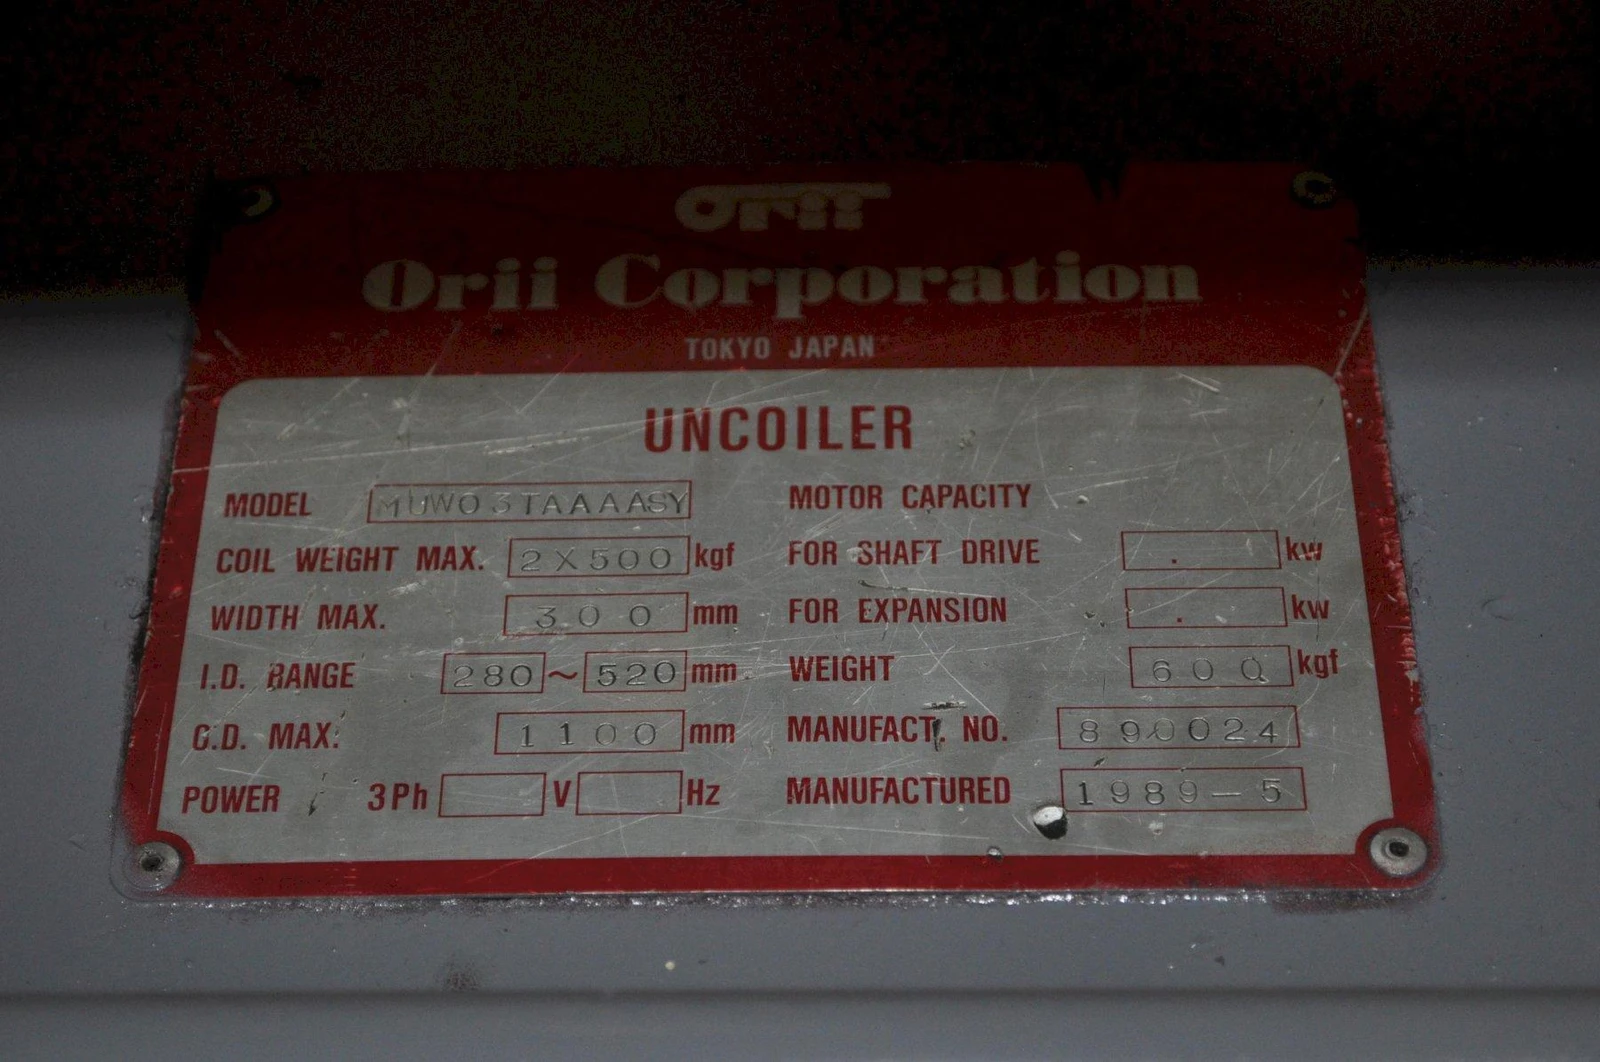 orii
Orii Corporation
TOKYO JAPAN
UNCOILER
MODEL MUW03TAAAASY
COIL WEIGHT MAX. 2X500 kgf
WIDTH MAX. 300 mm
I.D. RANGE 280 ~ 520 mm
O.D. MAX. 1100 mm
POWER 3Ph V Hz
MOTOR CAPACITY
FOR SHAFT DRIVE . kw
FOR EXPANSION . kw
WEIGHT 600 kgf
MANUFACT. NO. 890024
MANUFACTURED 1989-5